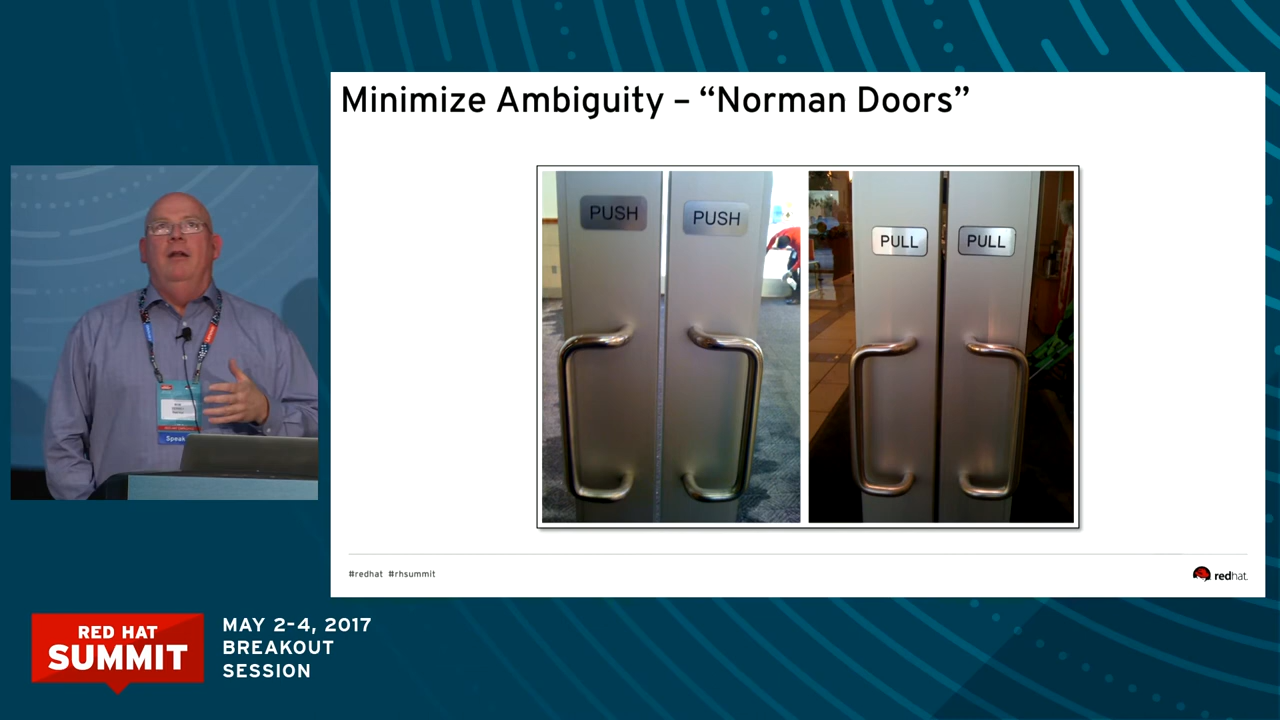 Minimize Ambiguity – “Norman Doors”
PUSH PUSH
PULL PULL
Speak
#redhat #rhsummit
redhat.
RED HAT
SUMMIT
MAY 2-4, 2017
BREAKOUT
SESSION